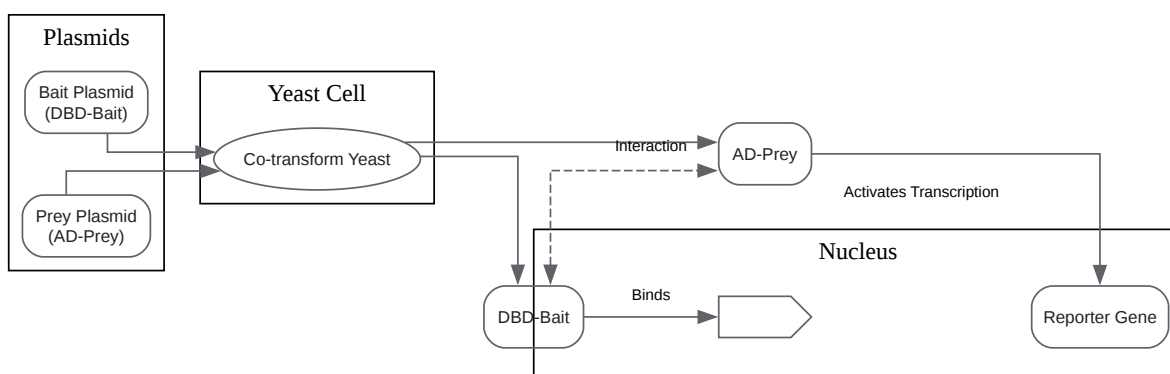 Plasmids
Bait Plasmid
(DBD-Bait)
Prey Plasmid
(AD-Prey)
Yeast Cell
Co-transform Yeast
Interaction
AD-Prey
Activates Transcription
Nucleus
DBD-Bait
Binds
Reporter Gene